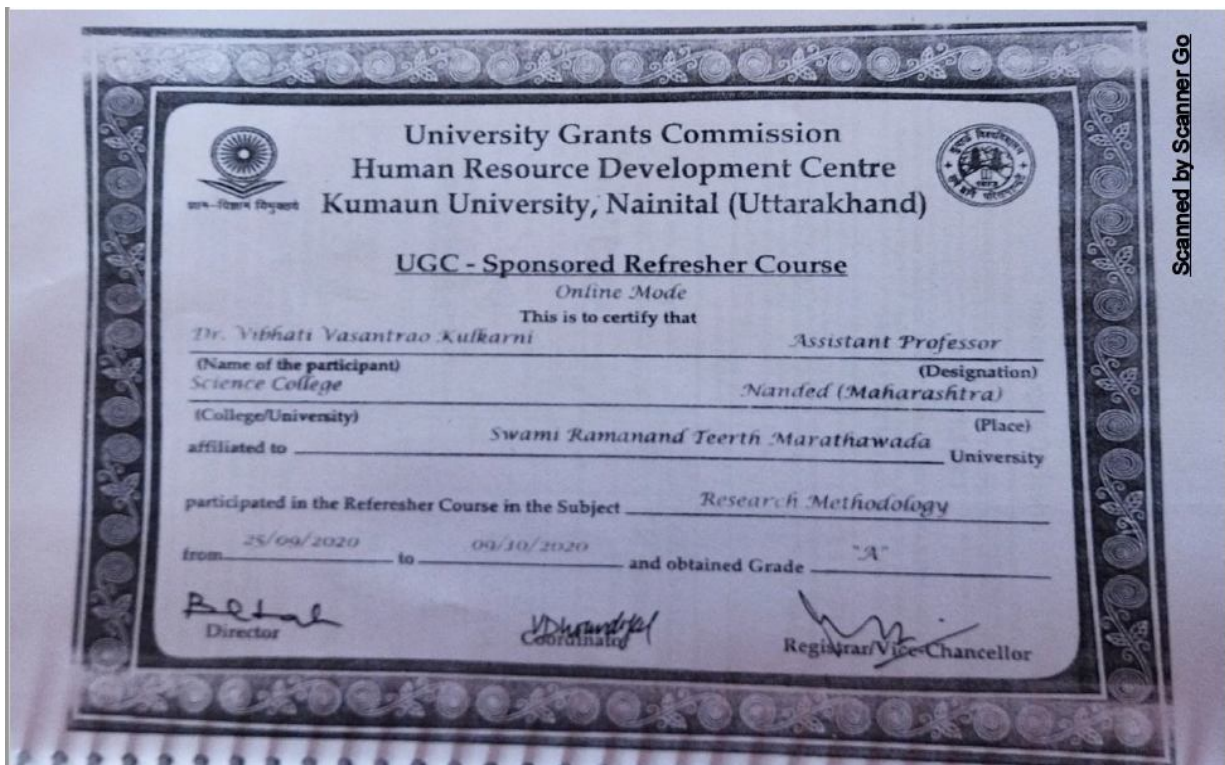 University Grants Commission
Human Resource Development Centre
Kumaun University, Nainital (Uttarakhand)
ज्ञान-विज्ञान विमुक्तये
UGC - Sponsored Refresher Course
Online Mode
This is to certify that
Dr. Vibhati Vasantrao Kulkarni Assistant Professor
(Name of the participant) (Designation)
Science College Nanded (Maharashtra)
(College/University) (Place)
affiliated to Swami Ramanand Teerth Marathawada University
participated in the Referesher Course in the Subject Research Methodology
from 25/09/2020 to 09/10/2020 and obtained Grade "A"
Director Coordinator Registrar/Vice-Chancellor
Scanned by Scanner Go